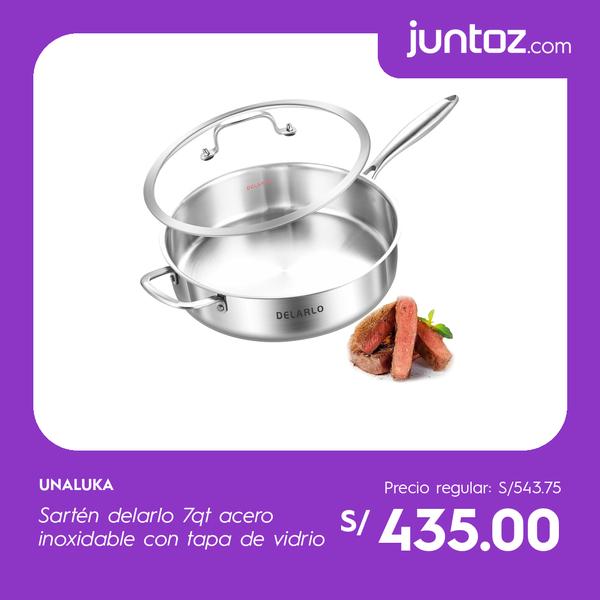 juntoz.com
DELARLO
DELARLO
UNALUKA
Sartén delarlo 7qt acero
inoxidable con tapa de vidrio
Precio regular: S/543.75
S/ 435.00